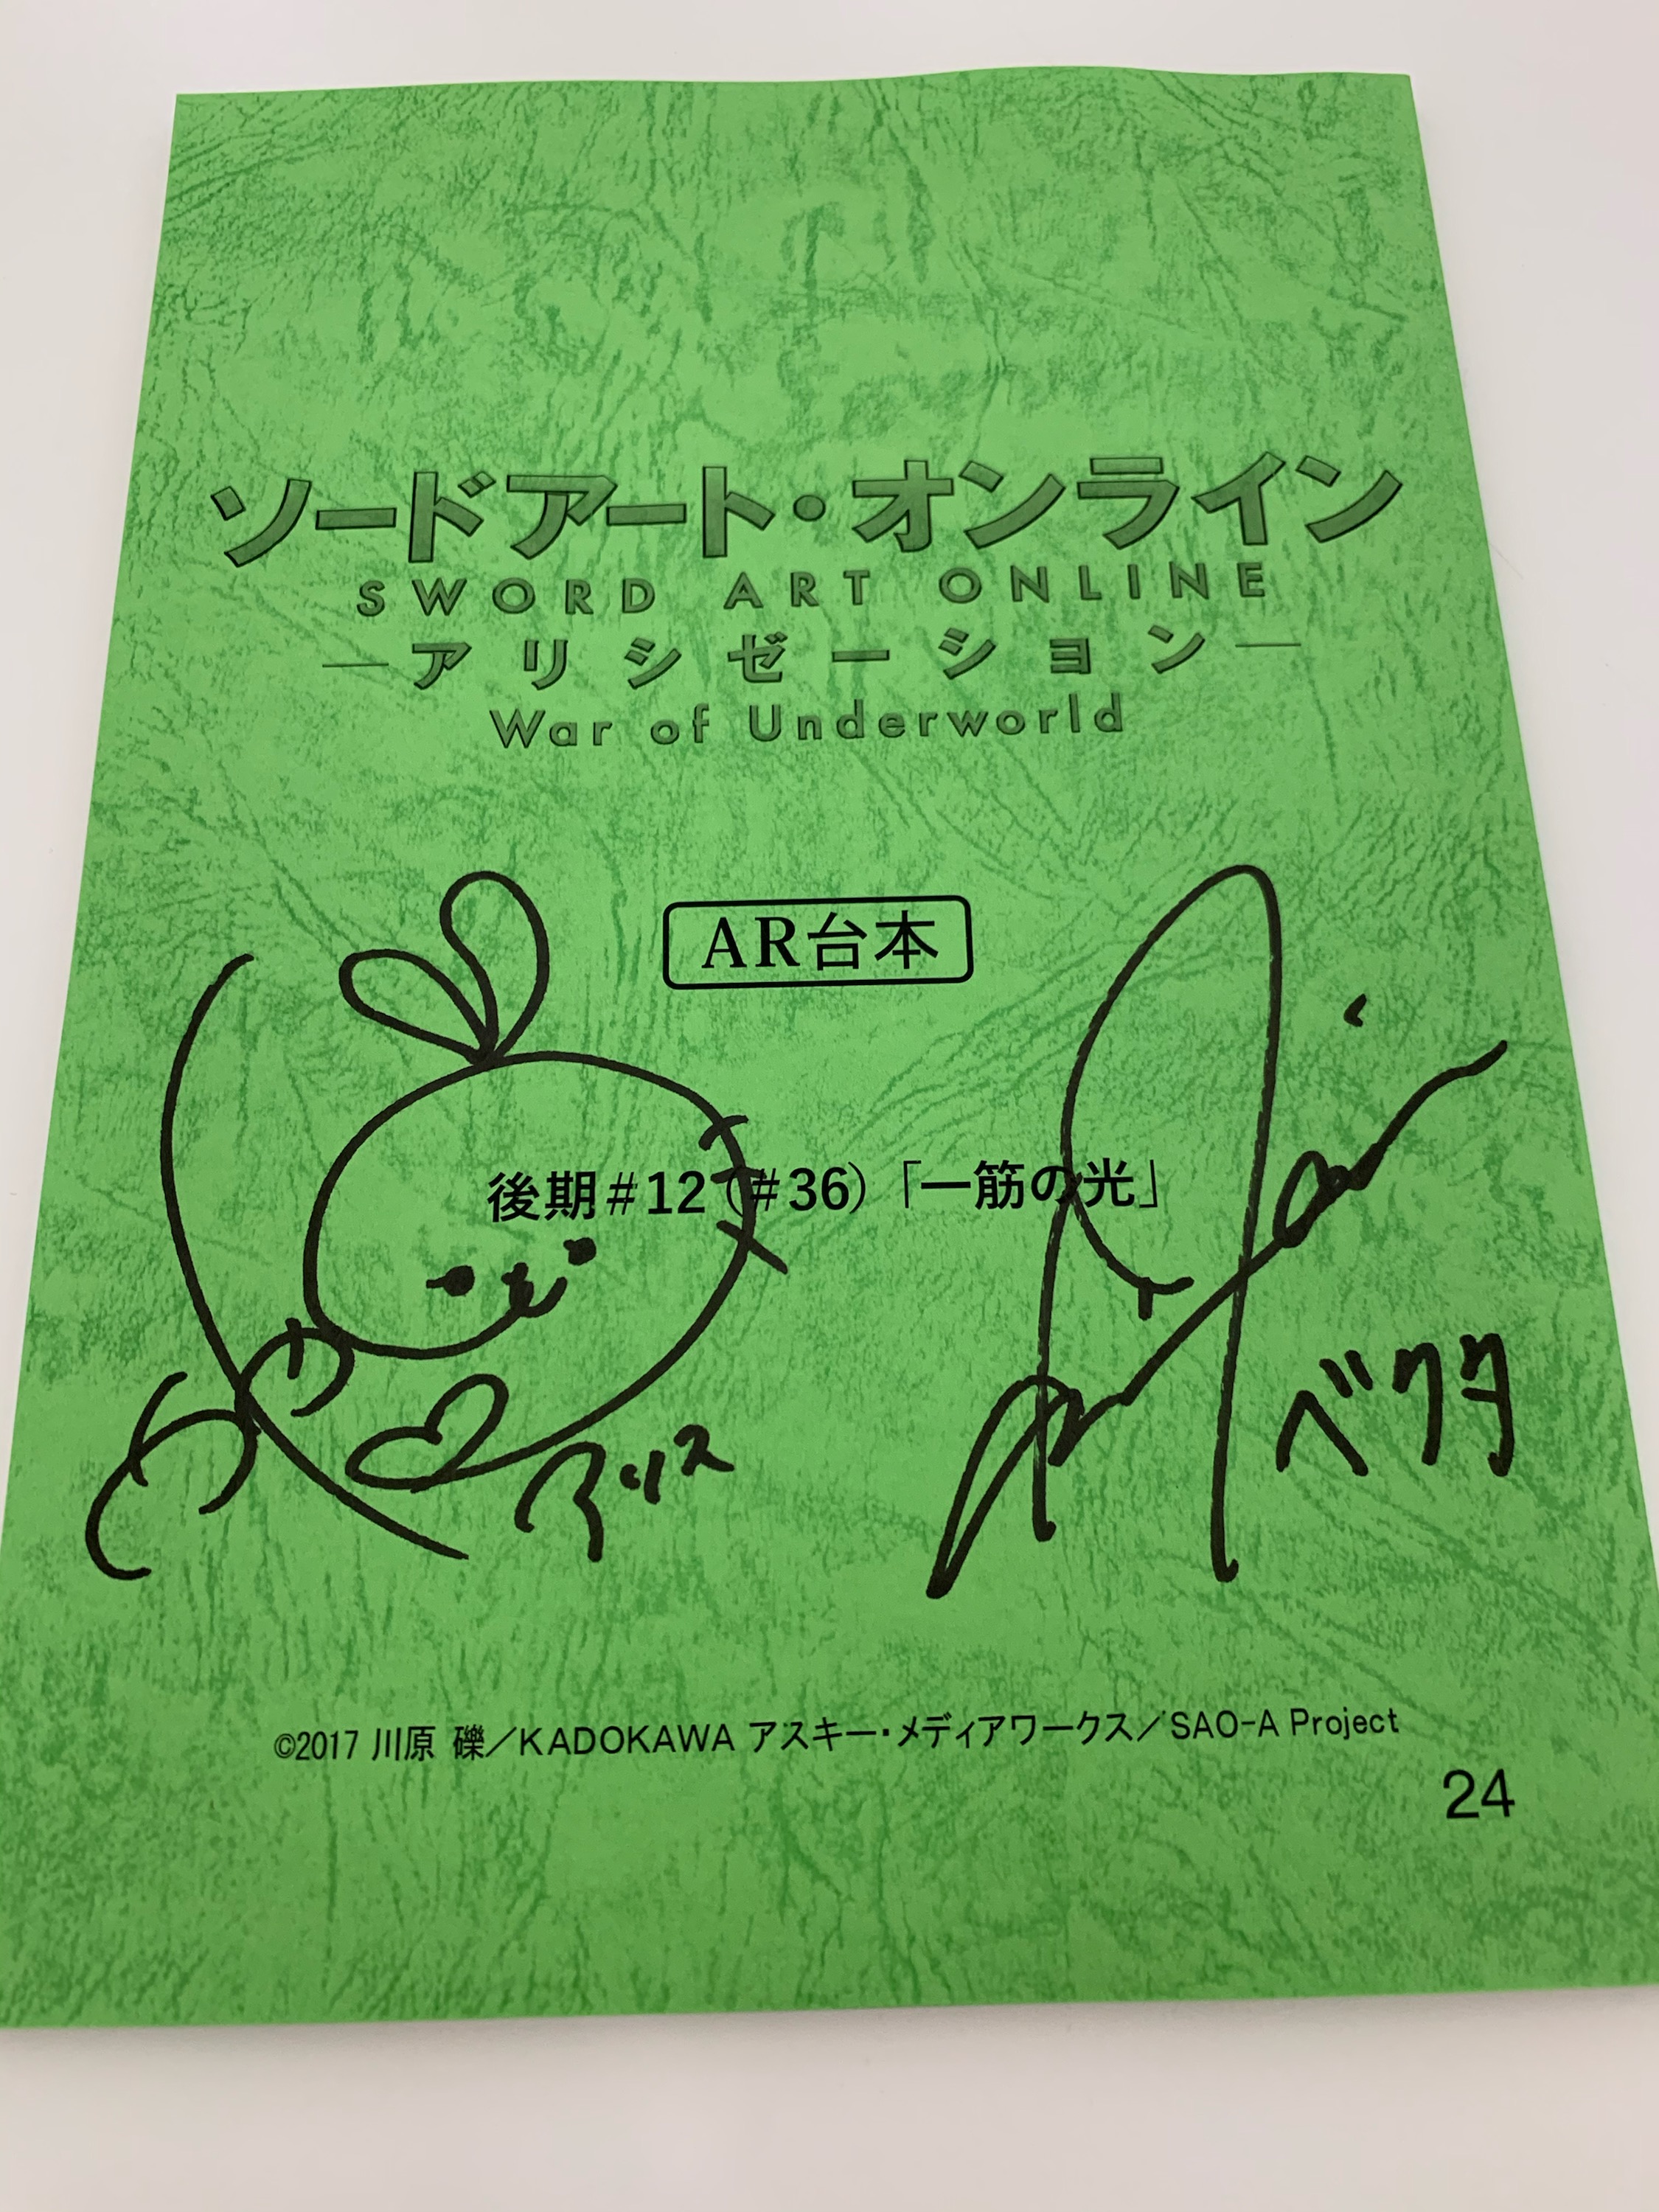 ソードアート・オンライン
SWORD ART ONLINE
―アリシゼーション―
War of Underworld
AR台本
後期#12(#36)「一筋の光」
アリス
ベクタ
©2017 川原 礫／KADOKAWA アスキー・メディアワークス／SAO-A Project
24